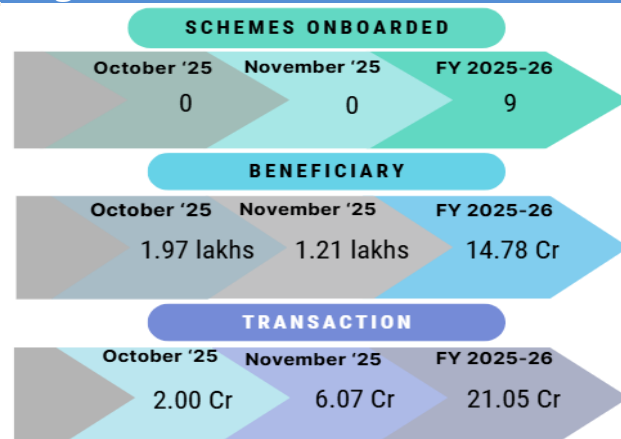 SCHEMES ONBOARDED
October ‘25 November ‘25 FY 2025-26
0 0 9
BENEFICIARY
October ‘25 November ‘25 FY 2025-26
1.97 lakhs 1.21 lakhs 14.78 Cr
TRANSACTION
October ‘25 November ‘25 FY 2025-26
2.00 Cr 6.07 Cr 21.05 Cr